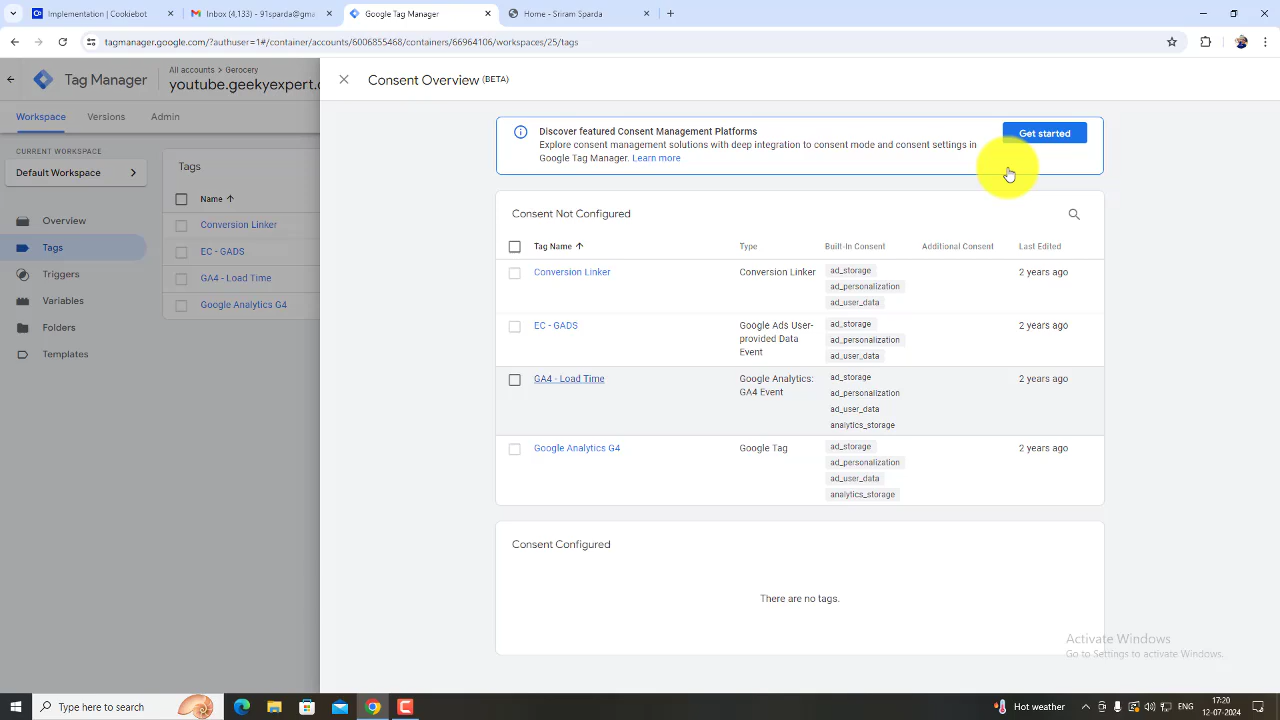 Implementation | Cookiebot
Inbox (4,133) - 91sparda@gm
Google Tag Manager
Home - Sriram Sparda
tagmanager.google.com/?authuser=1#/container/accounts/6006855468/containers/66964106/workspaces/25/tags
Tag Manager
All accounts > Gerocery
youtube.geekyexpert.c
Consent Overview (BETA)
Workspace
Versions
Admin
Discover featured Consent Management Platforms
Explore consent management solutions with deep integration to consent mode and consent settings in
Google Tag Manager. Learn more
Get started
CURRENT WORKSPACE
Default Workspace
Overview
Tags
Triggers
Variables
Folders
Templates
Tags
Name
Conversion Linker
EC - GADS
GA4 - Load Time
Google Analytics G4
Consent Not Configured
Tag Name
Type
Built-In Consent
Additional Consent
Last Edited
Conversion Linker
Conversion Linker
ad_storage
ad_personalization
ad_user_data
2 years ago
EC - GADS
Google Ads User-
provided Data
Event
ad_storage
ad_personalization
ad_user_data
2 years ago
GA4 - Load Time
Google Analytics:
GA4 Event
ad_storage
ad_personalization
ad_user_data
analytics_storage
2 years ago
Google Analytics G4
Google Tag
ad_storage
ad_personalization
ad_user_data
analytics_storage
2 years ago
Consent Configured
There are no tags.
Activate Windows
Go to Settings to activate Windows.
Type here to search
Hot weather
ENG
17:20
12-07-2024